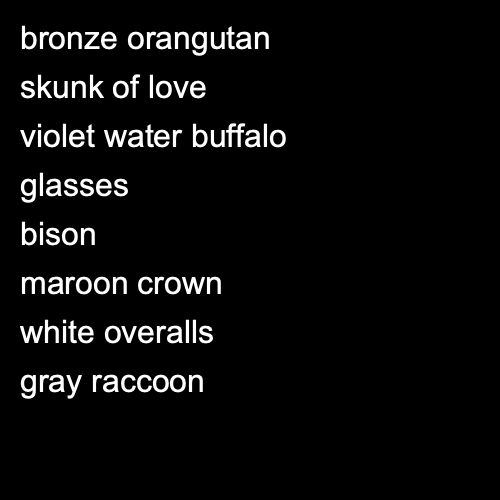 bronze orangutan
skunk of love
violet water buffalo
glasses
bison
maroon crown
white overalls
gray raccoon